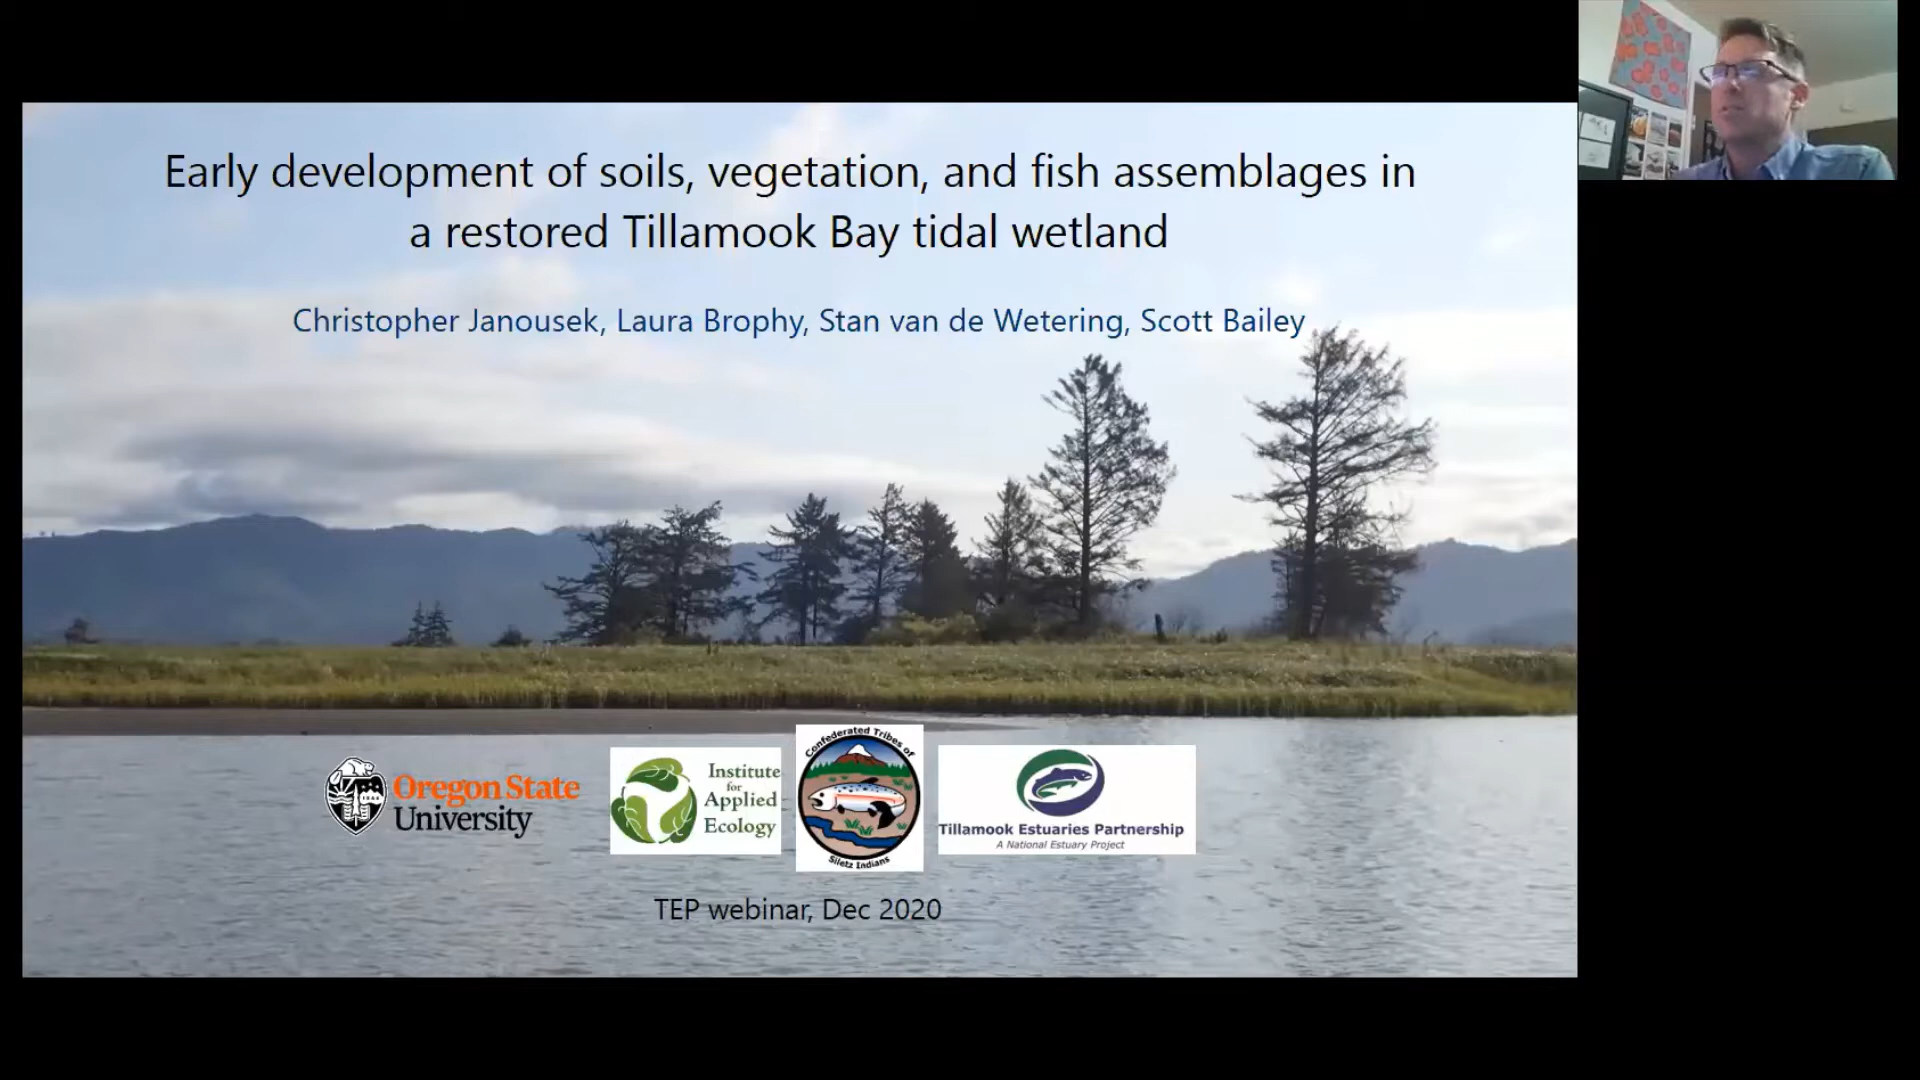 Early development of soils, vegetation, and fish assemblages in
a restored Tillamook Bay tidal wetland
Christopher Janousek, Laura Brophy, Stan van de Wetering, Scott Bailey
Oregon State
University
Institute
for
Applied
Ecology
Confederated Tribes of
Siletz Indians
Tillamook Estuaries Partnership
A National Estuary Project
TEP webinar, Dec 2020